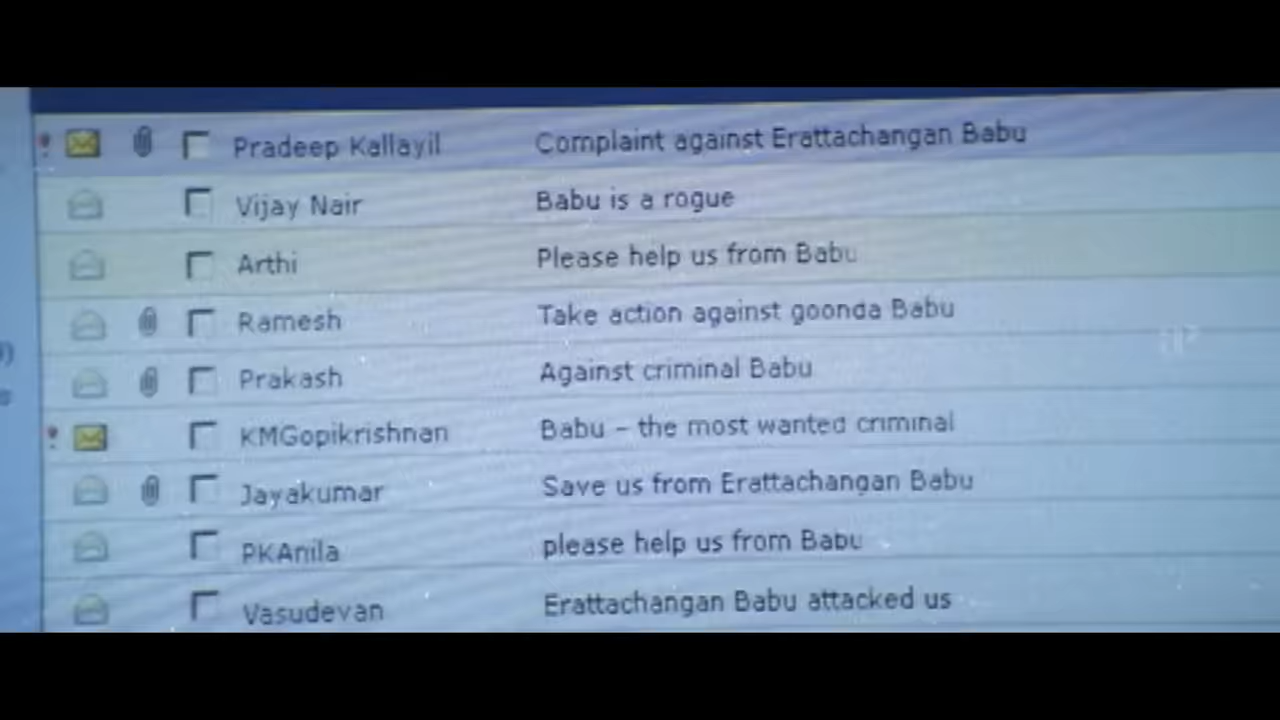 Pradeep Kallayil Complaint against Erattachangan Babu
Vijay Nair Babu is a rogue
Arthi Please help us from Babu
Ramesh Take action against goonda Babu
Prakash Against criminal Babu
KMGopikrishnan Babu – the most wanted criminal
Jayakumar Save us from Erattachangan Babu
PKAnila please help us from Babu
Vasudevan Erattachangan Babu attacked us